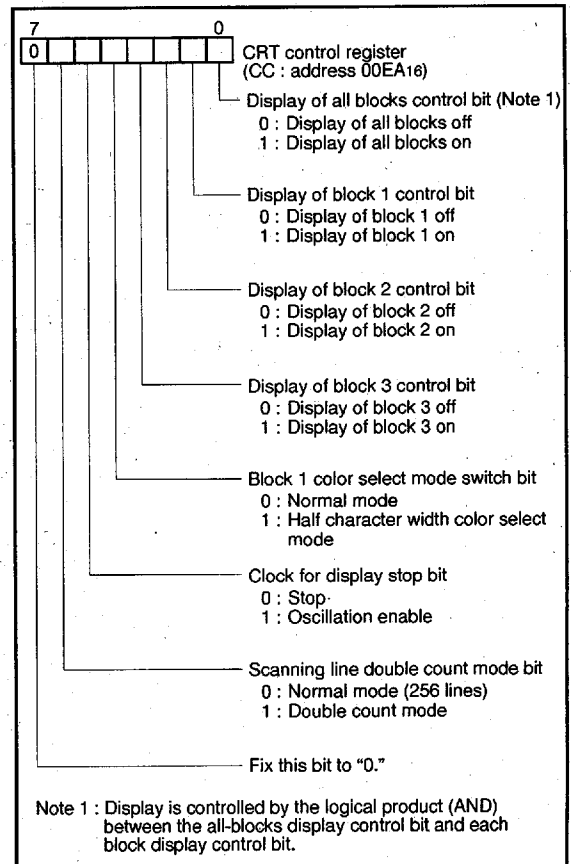 7 0
0
CRT control register
(CC : address 00EA16)
Display of all blocks control bit (Note 1)
0 : Display of all blocks off
1 : Display of all blocks on
Display of block 1 control bit
0 : Display of block 1 off
1 : Display of block 1 on
Display of block 2 control bit
0 : Display of block 2 off
1 : Display of block 2 on
Display of block 3 control bit
0 : Display of block 3 off
1 : Display of block 3 on
Block 1 color select mode switch bit
0 : Normal mode
1 : Half character width color select
mode
Clock for display stop bit
0 : Stop
1 : Oscillation enable
Scanning line double count mode bit
0 : Normal mode (256 lines)
1 : Double count mode
Fix this bit to “0.”
Note 1 : Display is controlled by the logical product (AND)
between the all-blocks display control bit and each
block display control bit.